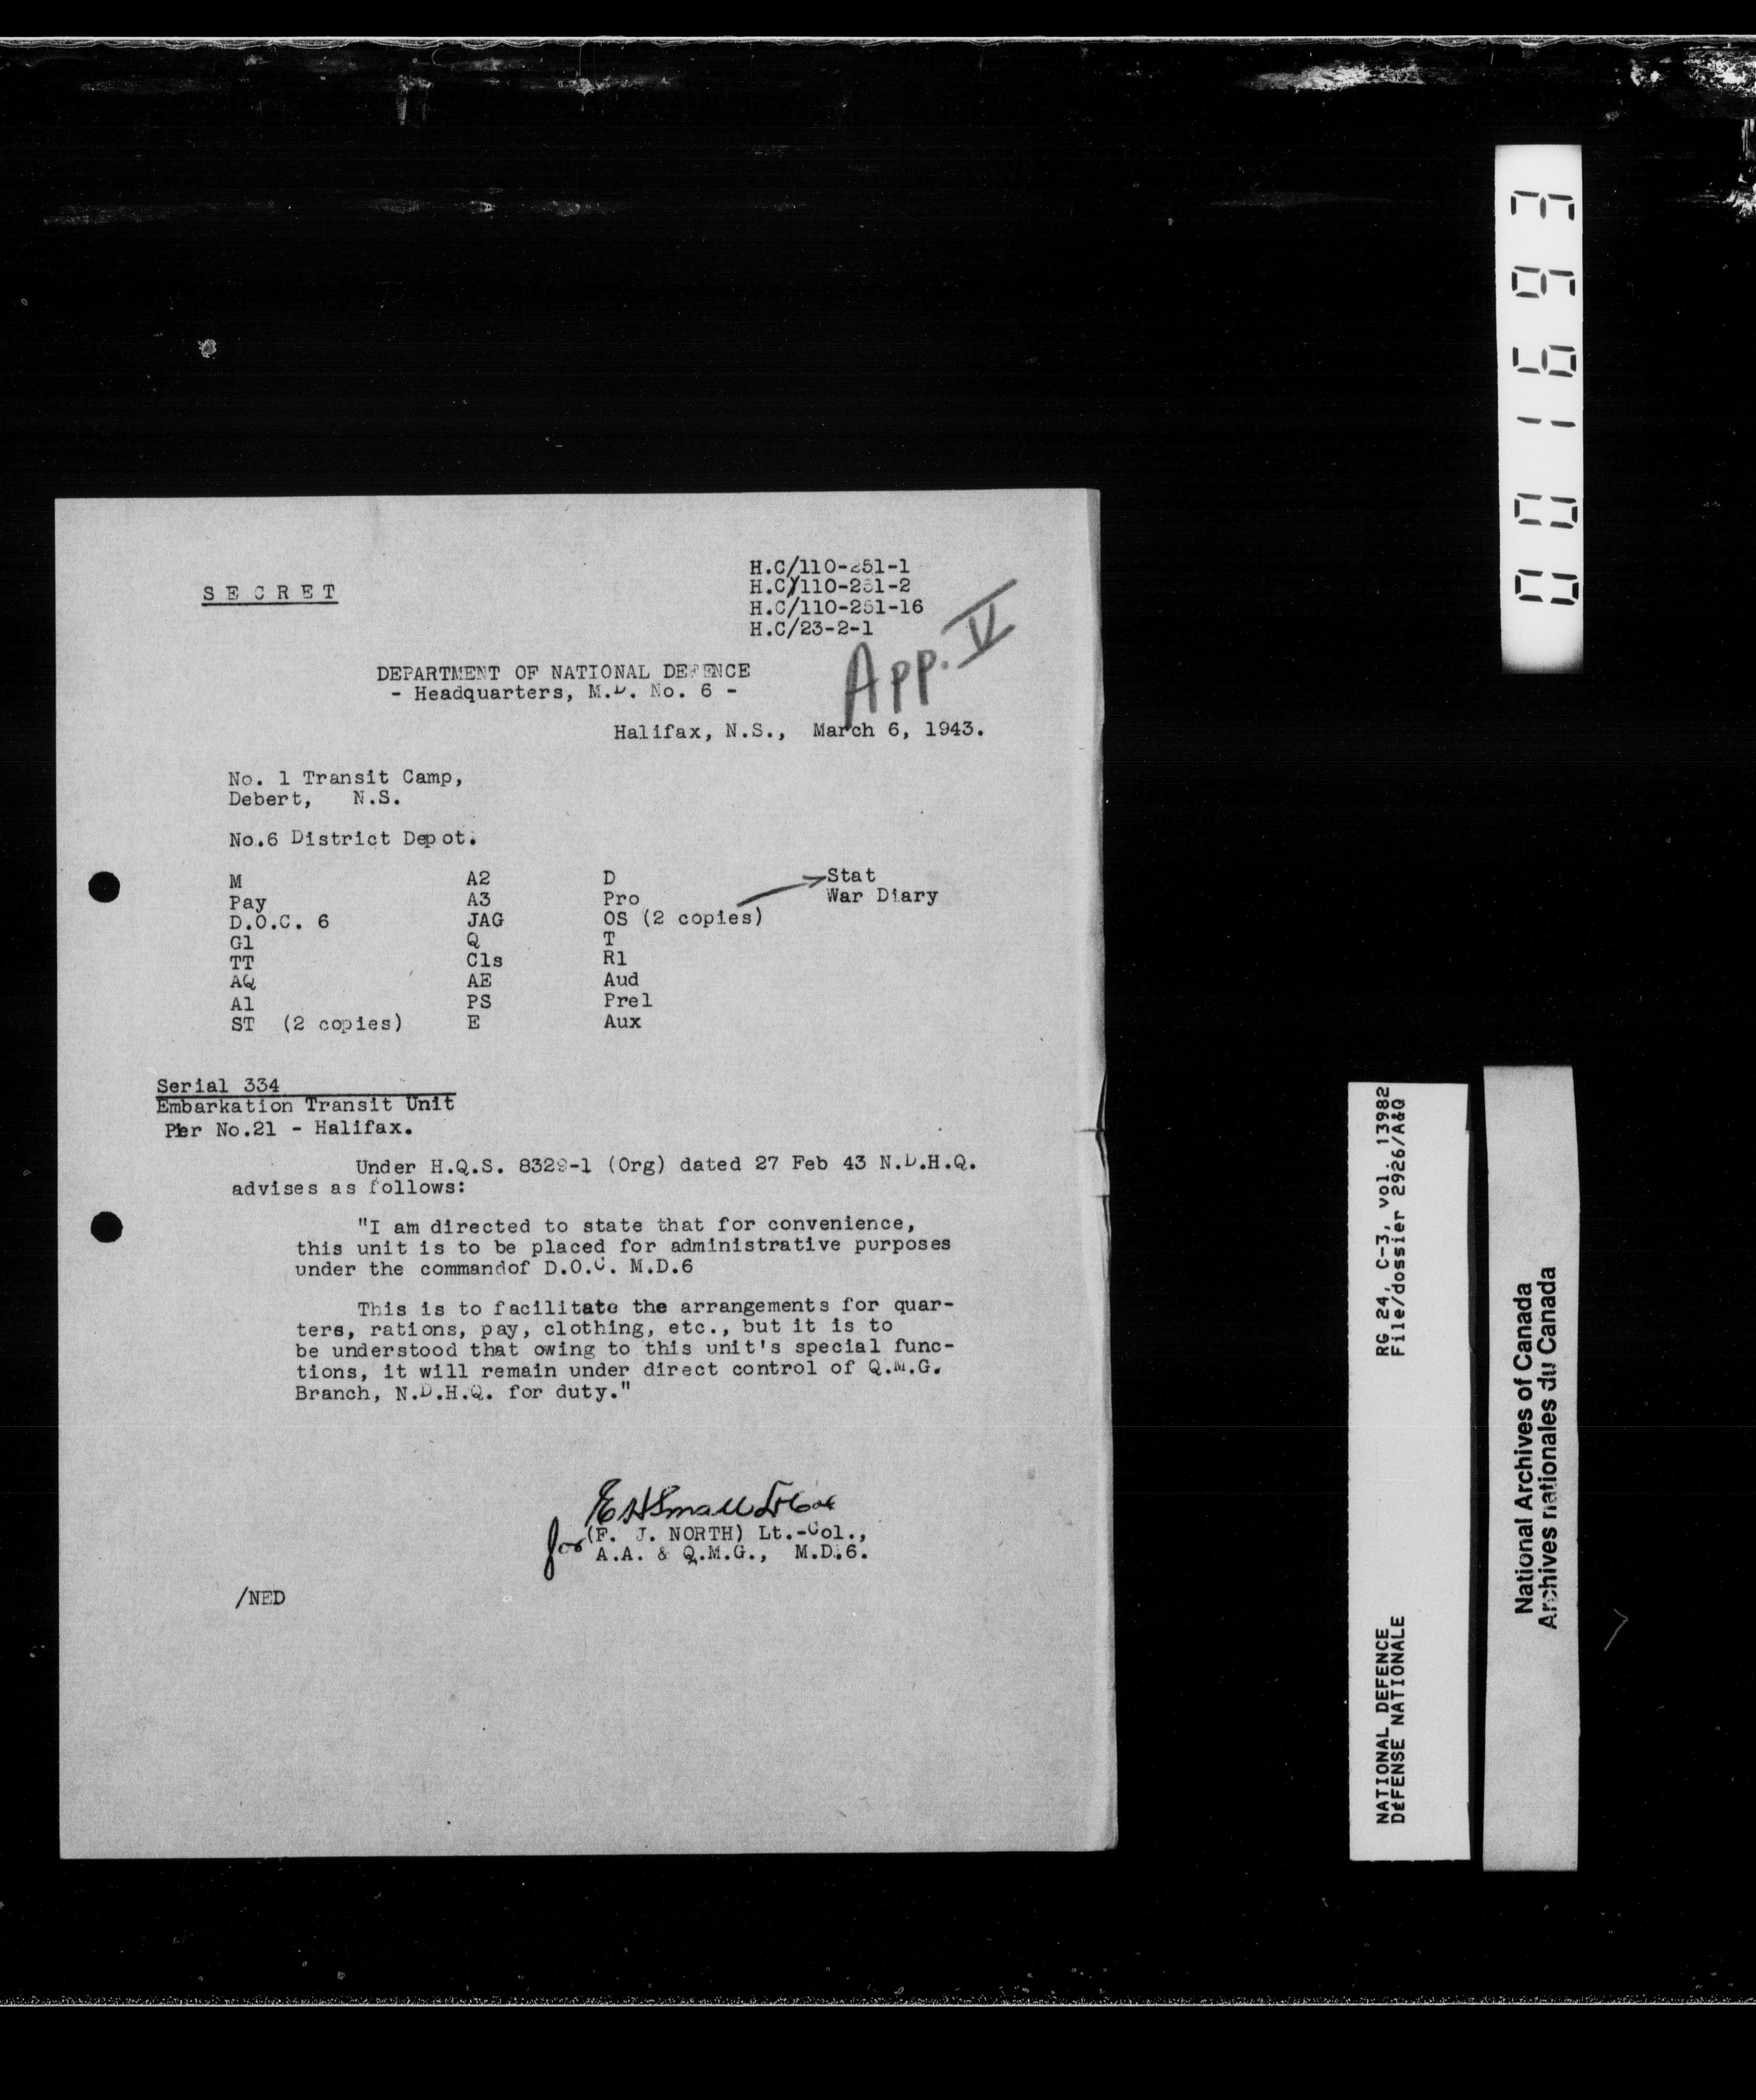 S E C R E T
H.C/110-251-1
H.C/110-251-2
H.C/110-251-16
H.C/23-2-1
App. V
DEPARTMENT OF NATIONAL DEFENCE
- Headquarters, M.D. No. 6 -
Halifax, N.S., March 6, 1943.
No. 1 Transit Camp,
Debert, N.S.
No.6 District Depot.
M A2 D Stat
Pay A3 Pro War Diary
D.O.C. 6 JAG OS (2 copies)
G1 Q T
TT Cls R1
AQ AE Aud
A1 PS Prel
ST (2 copies) E Aux
Serial 334
Embarkation Transit Unit
Pier No.21 - Halifax.
Under H.Q.S. 8329-1 (Org) dated 27 Feb 43 N.D.H.Q.
advises as follows:
"I am directed to state that for convenience,
this unit is to be placed for administrative purposes
under the commandof D.O.C. M.D.6
This is to facilitate the arrangements for quar-
ters, rations, pay, clothing, etc., but it is to
be understood that owing to this unit's special func-
tions, it will remain under direct control of Q.M.G.
Branch, N.D.H.Q. for duty."
E H Small Lt Col
for (F. J. NORTH) Lt.-Col.,
A.A. & Q.M.G., M.D.6.
/NED
001693
RG 24, C-3, vol. 13982
File/dossier 2926/A&Q
NATIONAL DEFENCE
DÉFENSE NATIONALE
National Archives of Canada
Archives nationales du Canada